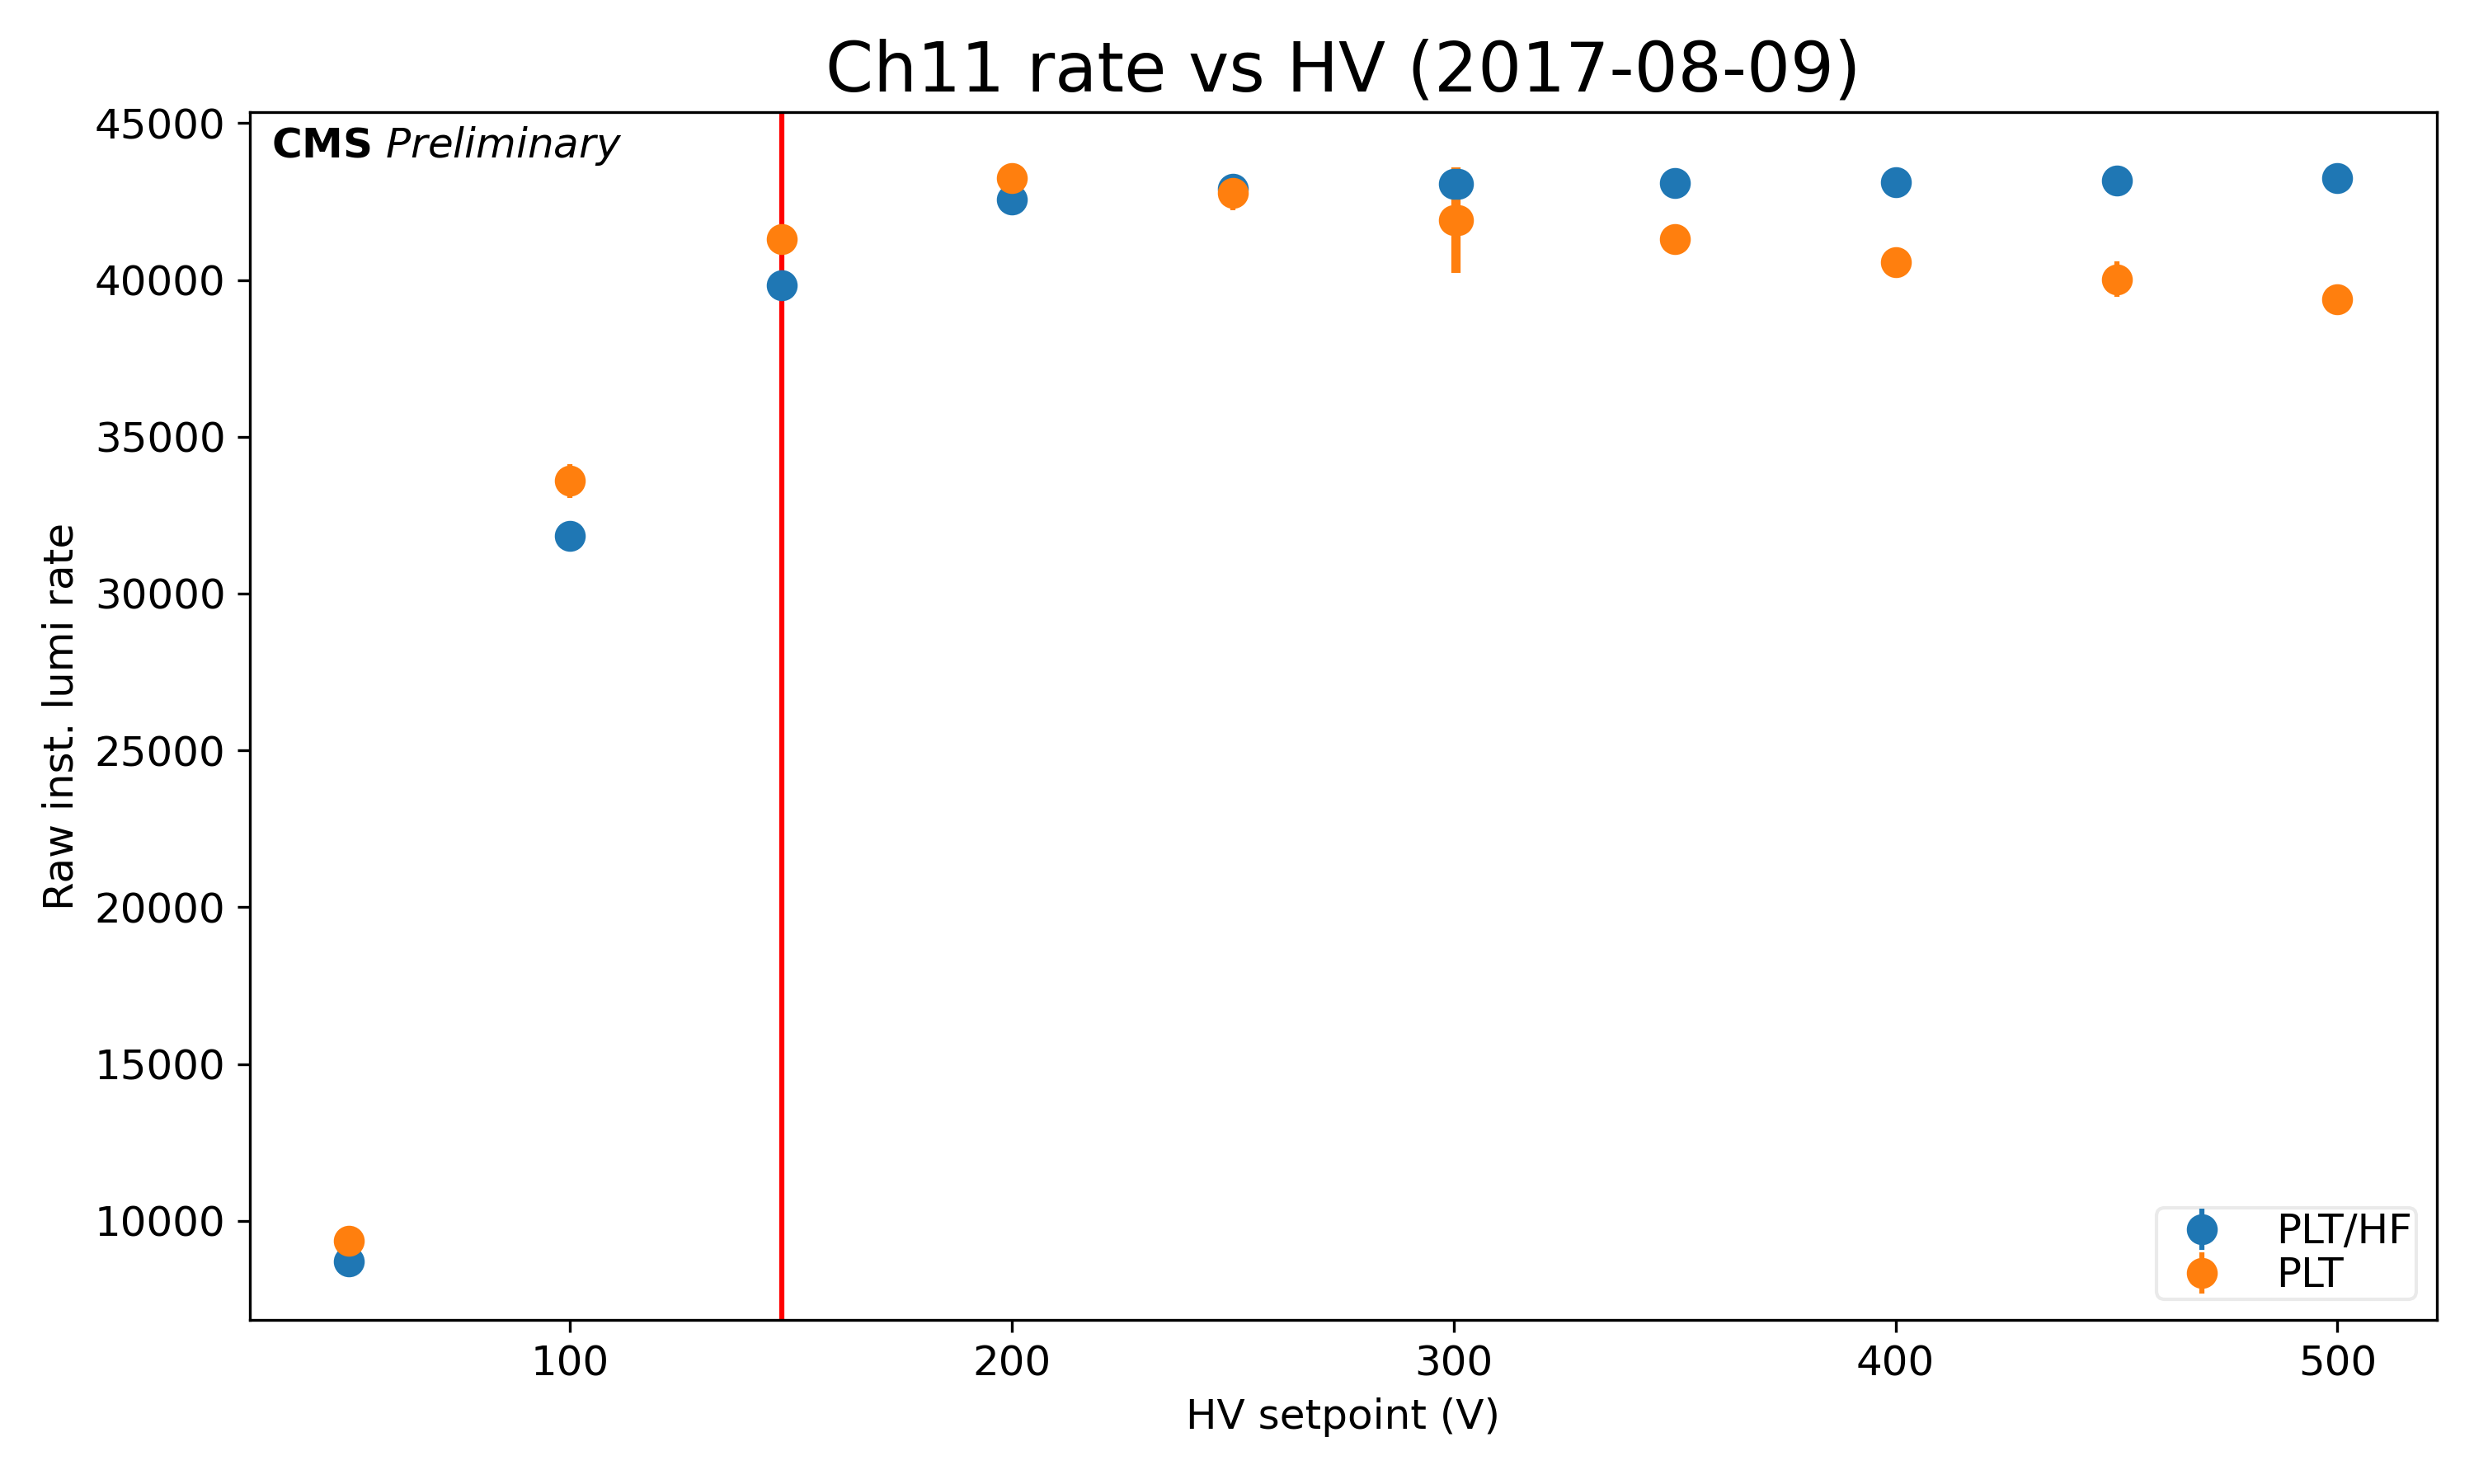 Ch11 rate vs HV (2017-08-09)
CMS Preliminary
45000
40000
35000
30000
25000
20000
15000
10000
Raw inst. lumi rate
PLT/HF
PLT
100 200 300 400 500
HV setpoint (V)